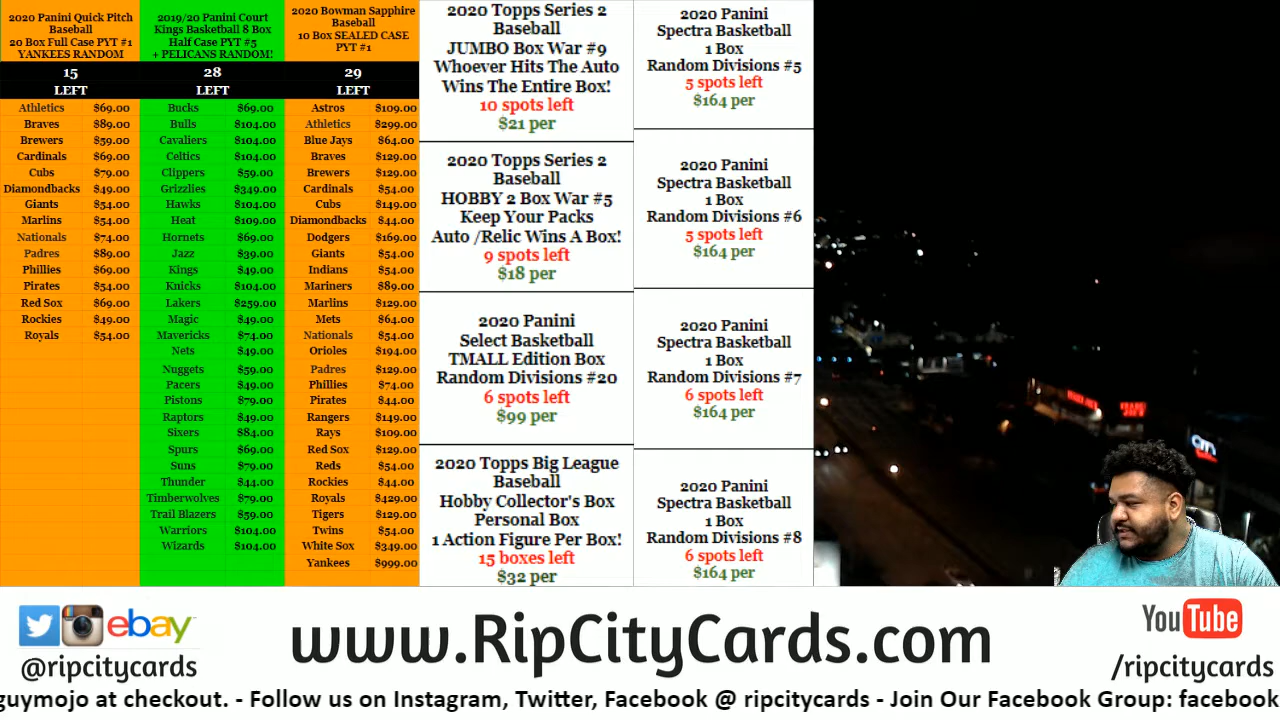 2020 Panini Quick Pitch
Baseball
20 Box Full Case PYT #1
YANKEES RANDOM
15
LEFT
Athletics $69.00
Braves $89.00
Brewers $59.00
Cardinals $69.00
Cubs $79.00
Diamondbacks $49.00
Giants $54.00
Marlins $54.00
Nationals $74.00
Padres $89.00
Phillies $69.00
Pirates $54.00
Red Sox $69.00
Rockies $49.00
Royals $54.00
2019/20 Panini Court
Kings Basketball 8 Box
Half Case PYT #5
+ PELICANS RANDOM!
28
LEFT
Bucks $69.00
Bulls $104.00
Cavaliers $104.00
Celtics $104.00
Clippers $59.00
Grizzlies $349.00
Hawks $104.00
Heat $109.00
Hornets $69.00
Jazz $39.00
Kings $49.00
Knicks $104.00
Lakers $259.00
Magic $49.00
Mavericks $74.00
Nets $49.00
Nuggets $59.00
Pacers $49.00
Pistons $79.00
Raptors $49.00
Sixers $84.00
Spurs $69.00
Suns $79.00
Thunder $44.00
Timberwolves $79.00
Trail Blazers $59.00
Warriors $104.00
Wizards $104.00
2020 Bowman Sapphire
Baseball
10 Box SEALED CASE
PYT #1
29
LEFT
Astros $109.00
Athletics $299.00
Blue Jays $64.00
Braves $129.00
Brewers $129.00
Cardinals $54.00
Cubs $149.00
Diamondbacks $44.00
Dodgers $169.00
Giants $54.00
Indians $54.00
Mariners $89.00
Marlins $129.00
Mets $64.00
Nationals $54.00
Orioles $194.00
Padres $129.00
Phillies $74.00
Pirates $44.00
Rangers $149.00
Rays $109.00
Red Sox $129.00
Reds $54.00
Rockies $44.00
Royals $429.00
Tigers $129.00
Twins $54.00
White Sox $349.00
Yankees $999.00
2020 Topps Series 2
Baseball
JUMBO Box War #9
Whoever Hits The Auto
Wins The Entire Box!
10 spots left
$21 per
2020 Topps Series 2
Baseball
HOBBY 2 Box War #5
Keep Your Packs
Auto /Relic Wins A Box!
9 spots left
$18 per
2020 Panini
Select Basketball
TMALL Edition Box
Random Divisions #20
6 spots left
$99 per
2020 Topps Big League
Baseball
Hobby Collector's Box
Personal Box
1 Action Figure Per Box!
15 boxes left
$32 per
2020 Panini
Spectra Basketball
1 Box
Random Divisions #5
5 spots left
$164 per
2020 Panini
Spectra Basketball
1 Box
Random Divisions #6
5 spots left
$164 per
2020 Panini
Spectra Basketball
1 Box
Random Divisions #7
6 spots left
$164 per
2020 Panini
Spectra Basketball
1 Box
Random Divisions #8
6 spots left
$164 per
ebay
@ripcitycards
www.RipCityCards.com
YouTube
/ripcitycards
guymojo at checkout. - Follow us on Instagram, Twitter, Facebook @ ripcitycards - Join Our Facebook Group: facebook